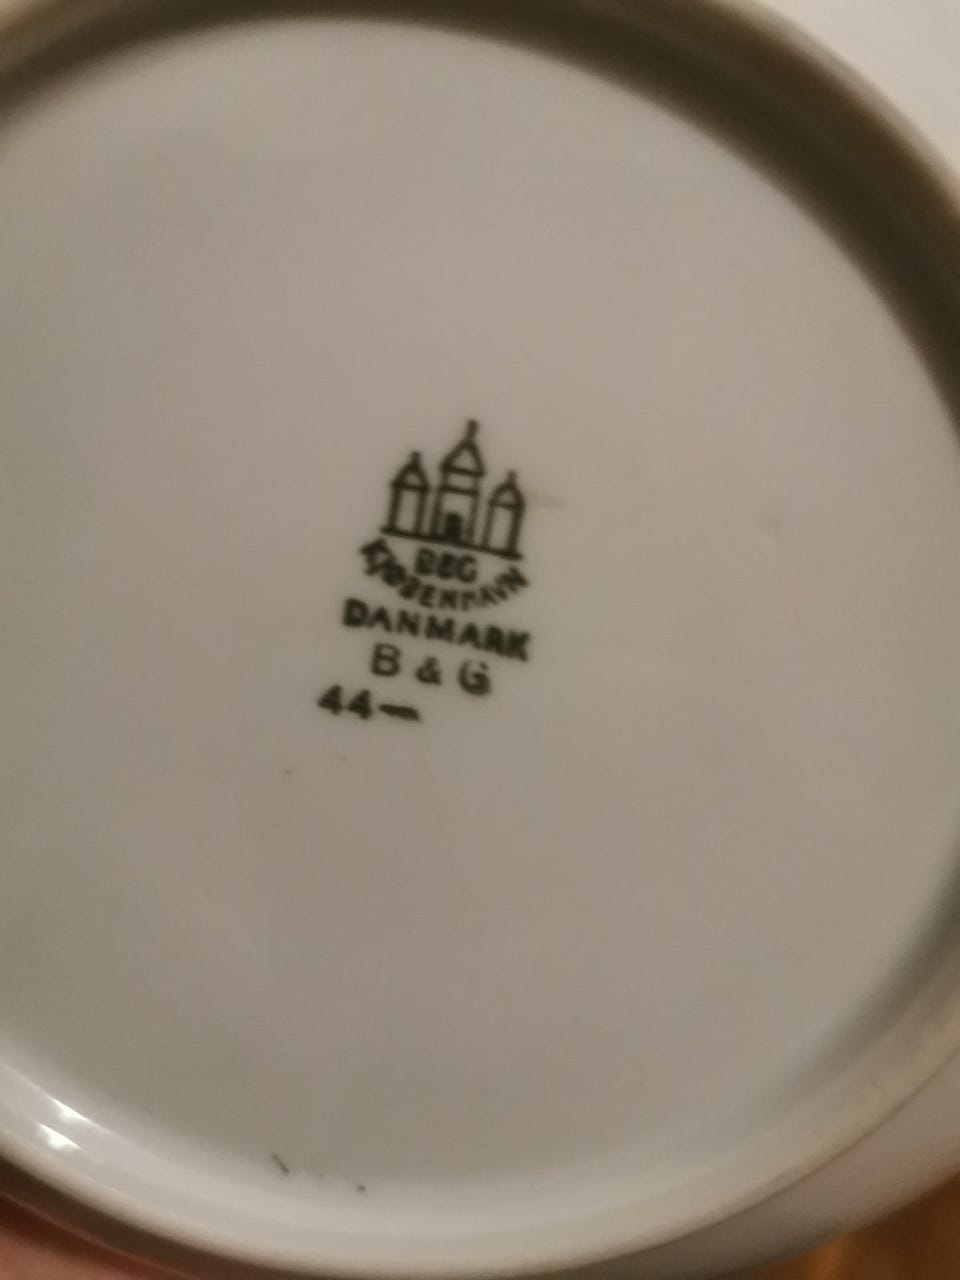 B&G
KJØBENHAVN
DANMARK
B & G
44—